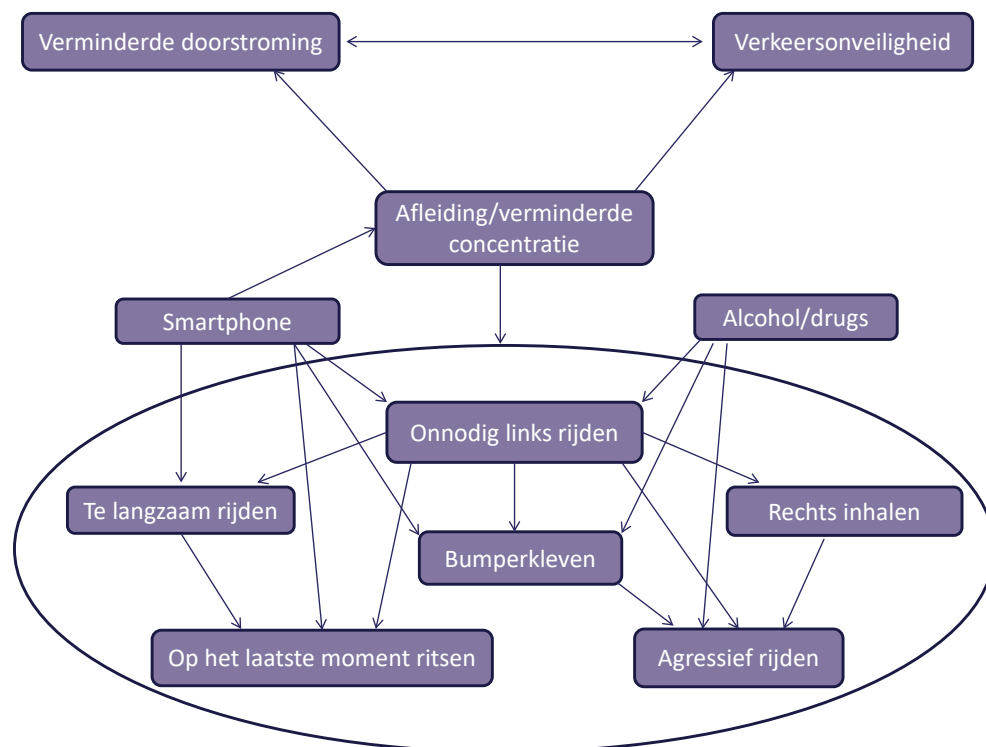 Verminderde doorstroming
Verkeersonveiligheid
Afleiding/verminderde
concentratie
Smartphone
Alcohol/drugs
Onnodig links rijden
Te langzaam rijden
Rechts inhalen
Bumperkleven
Op het laatste moment ritsen
Agressief rijden